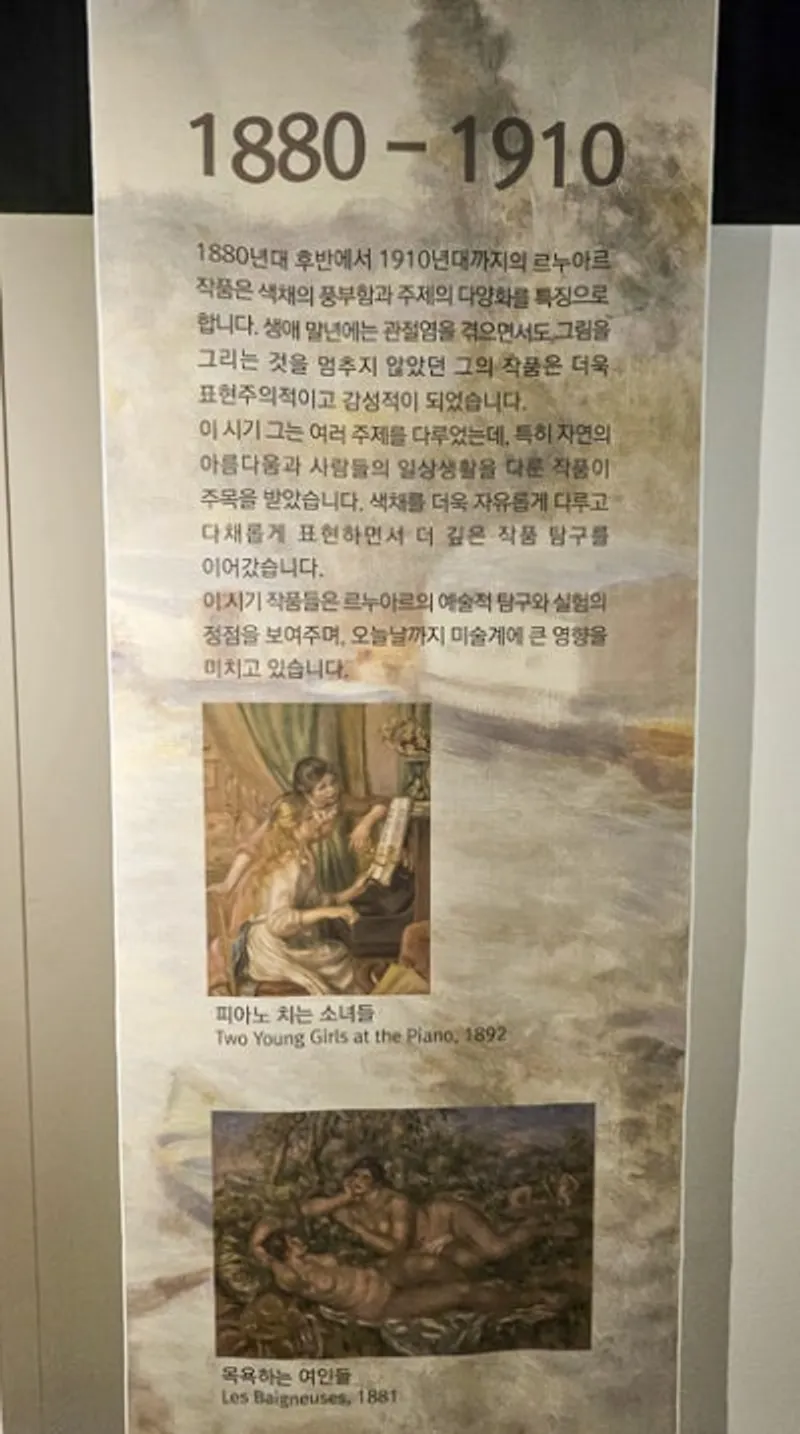 1880 – 1910
1880년대 후반에서 1910년대까지의 르누아르
작품은 색채의 풍부함과 주제의 다양화를 특징으로
합니다. 생애 말년에는 관절염을 겪으면서도 그림을
그리는 것을 멈추지 않았던 그의 작품은 더욱
표현주의적이고 감성적이 되었습니다.
이 시기 그는 여러 주제를 다루었는데, 특히 자연의
아름다움과 사람들의 일상생활을 다룬 작품이
주목을 받았습니다. 색채를 더욱 자유롭게 다루고
다채롭게 표현하면서 더 깊은 작품 탐구를
이어갔습니다.
이 시기 작품들은 르누아르의 예술적 탐구와 실험의
정점을 보여주며, 오늘날까지 미술계에 큰 영향을
미치고 있습니다.
피아노 치는 소녀들
Two Young Girls at the Piano, 1892
목욕하는 여인들
Les Baigneuses, 1881